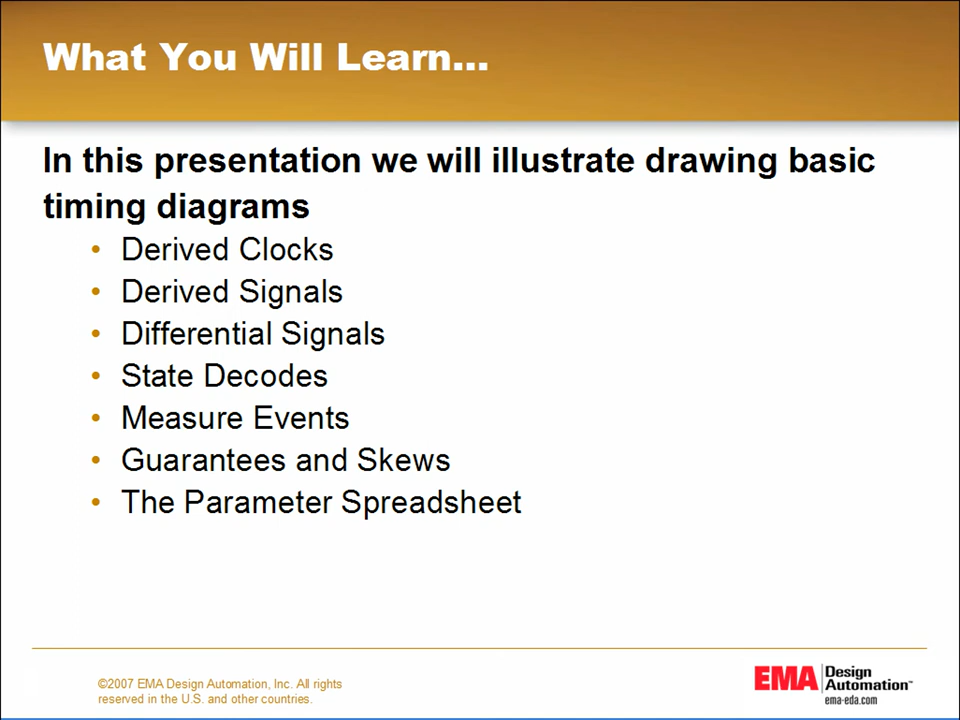 What You Will Learn...
In this presentation we will illustrate drawing basic
timing diagrams
• Derived Clocks
• Derived Signals
• Differential Signals
• State Decodes
• Measure Events
• Guarantees and Skews
• The Parameter Spreadsheet
©2007 EMA Design Automation, Inc. All rights
reserved in the U.S. and other countries.
EMA Design
Automation™
ema-eda.com